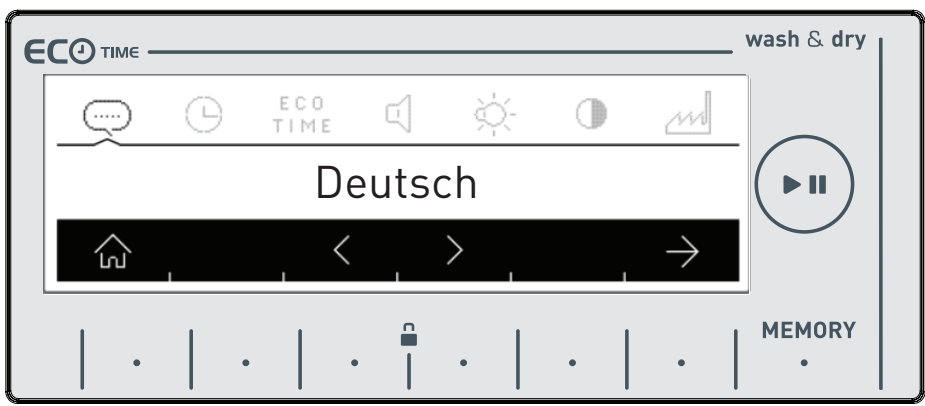 ECO TIME
wash & dry
ECO
TIME
Deutsch
MEMORY